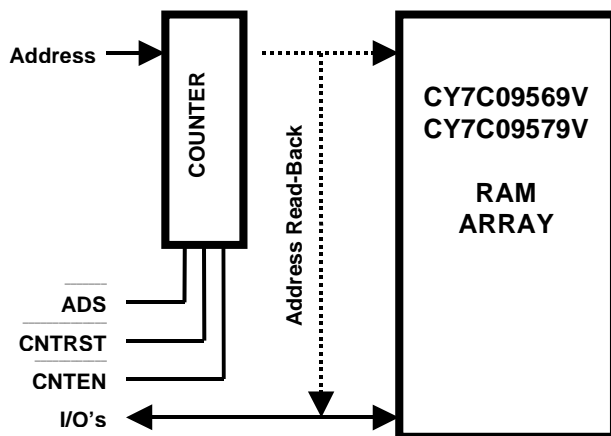 Address
COUNTER
CY7C09569V
CY7C09579V
RAM
ARRAY
Address Read-Back
ADS
CNTRST
CNTEN
I/O's